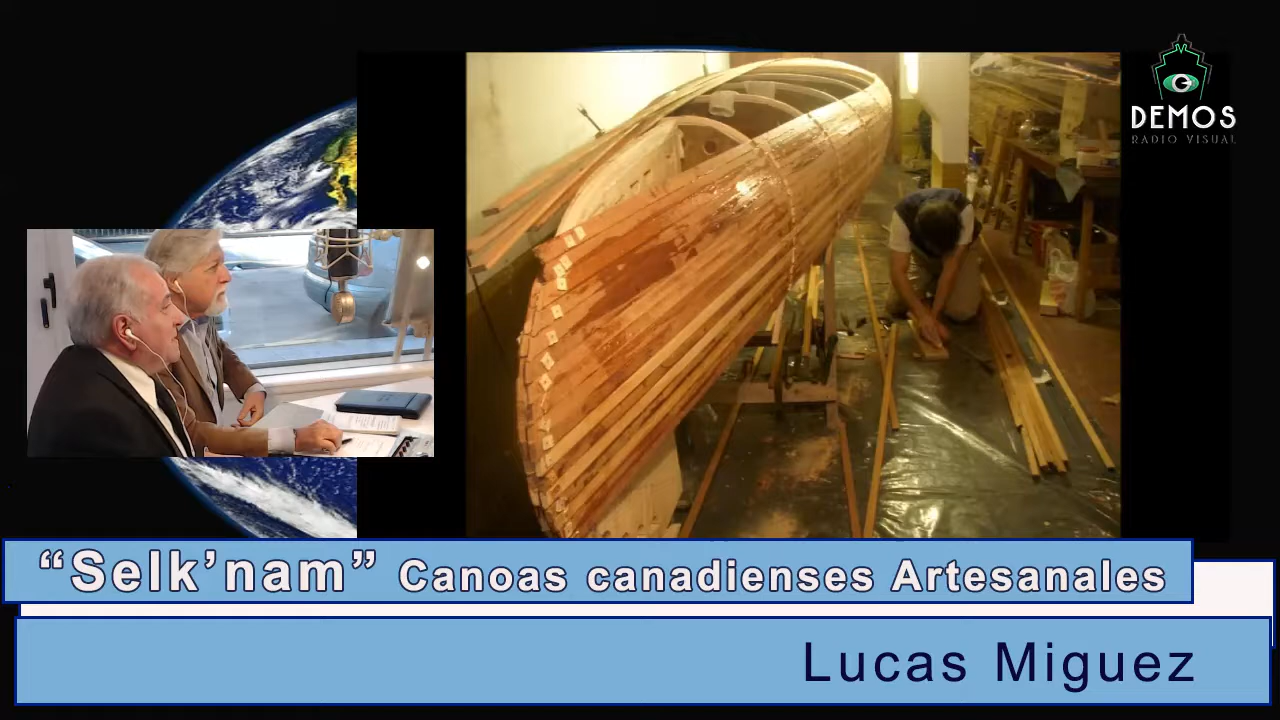 DEMOS
RADIO VISUAL
“Selk’nam” Canoas canadienses Artesanales
Lucas Miguez